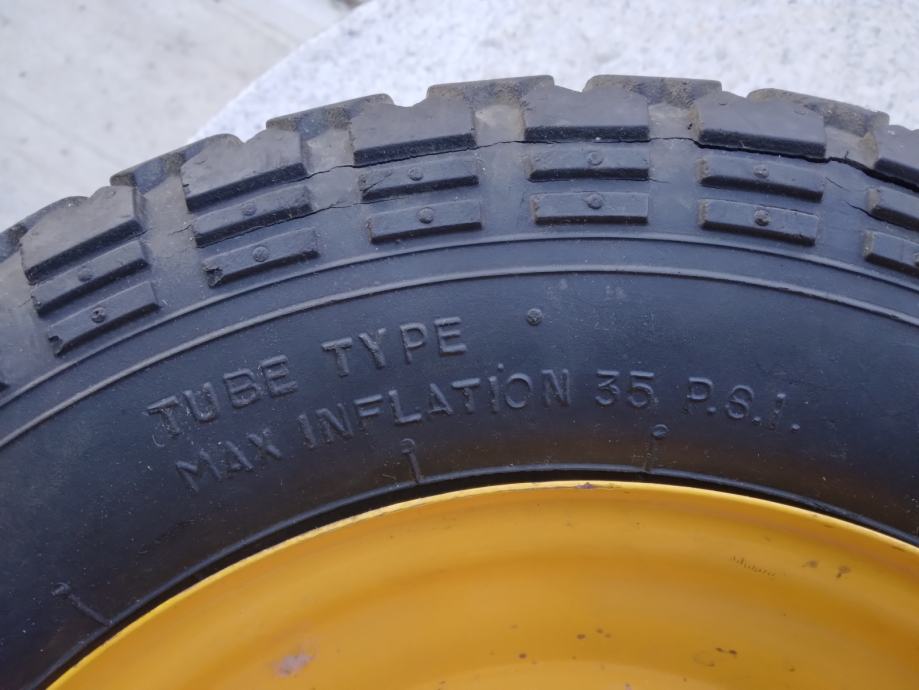 TUBE TYPE
MAX INFLATION 35 P.S.I.